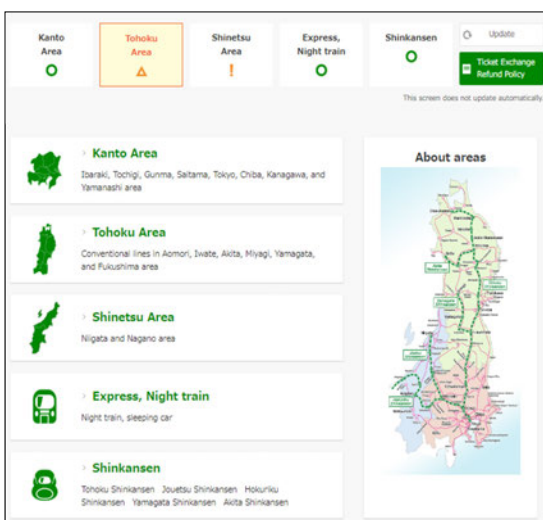 Kanto
Area
Tohoku
Area
Shinetsu
Area
!
Express,
Night train
Shinkansen
Update
Ticket Exchange
Refund Policy
This screen does not update automatically.
Kanto Area
Ibaraki, Tochigi, Gunma, Saitama, Tokyo, Chiba, Kanagawa, and
Yamanashi area
Tohoku Area
Conventional lines in Aomori, Iwate, Akita, Miyagi, Yamagata,
and Fukushima area
Shinetsu Area
Niigata and Nagano area
Express, Night train
Night train, sleeping car
Shinkansen
Tohoku Shinkansen Jouetsu Shinkansen Hokuriku
Shinkansen Yamagata Shinkansen Akita Shinkansen
About areas